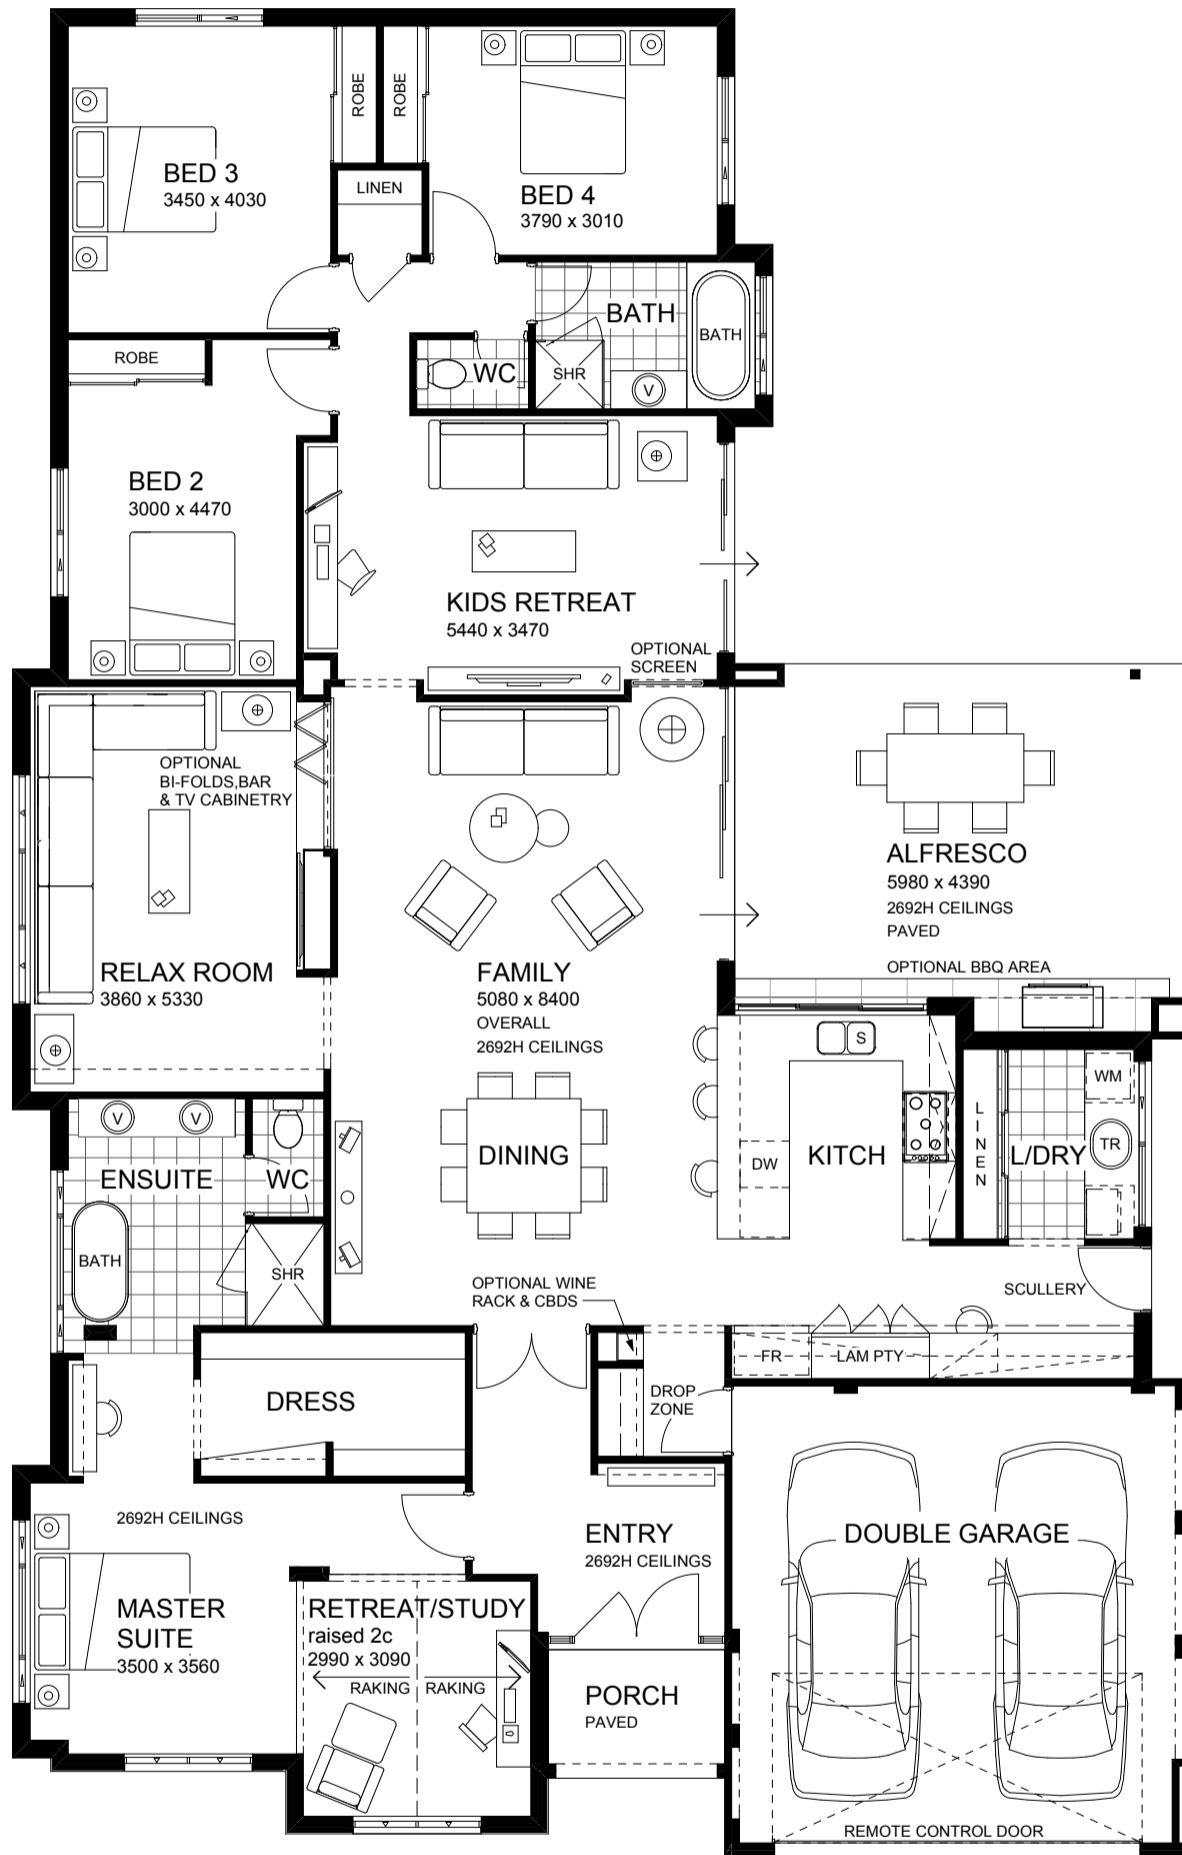 ROBE
ROBE
BED 3
3450 x 4030
LINEN
BED 4
3790 x 3010
BATH
BATH
ROBE
WC
SHR
V
BED 2
3000 x 4470
KIDS RETREAT
5440 x 3470
OPTIONAL
SCREEN
OPTIONAL
BI-FOLDS,BAR
& TV CABINETRY
ALFRESCO
5980 x 4390
2692H CEILINGS
PAVED
RELAX ROOM
3860 x 5330
FAMILY
5080 x 8400
OVERALL
2692H CEILINGS
OPTIONAL BBQ AREA
S
WM
V
V
LINEN
ENSUITE
WC
DINING
DW
KITCH
L/DRY
TR
BATH
SHR
OPTIONAL WINE
RACK & CBDS
SCULLERY
FR
LAM PTY
DRESS
DROP
ZONE
2692H CEILINGS
ENTRY
2692H CEILINGS
DOUBLE GARAGE
MASTER
SUITE
3500 x 3560
RETREAT/STUDY
raised 2c
2990 x 3090
RAKING
RAKING
PORCH
PAVED
REMOTE CONTROL DOOR